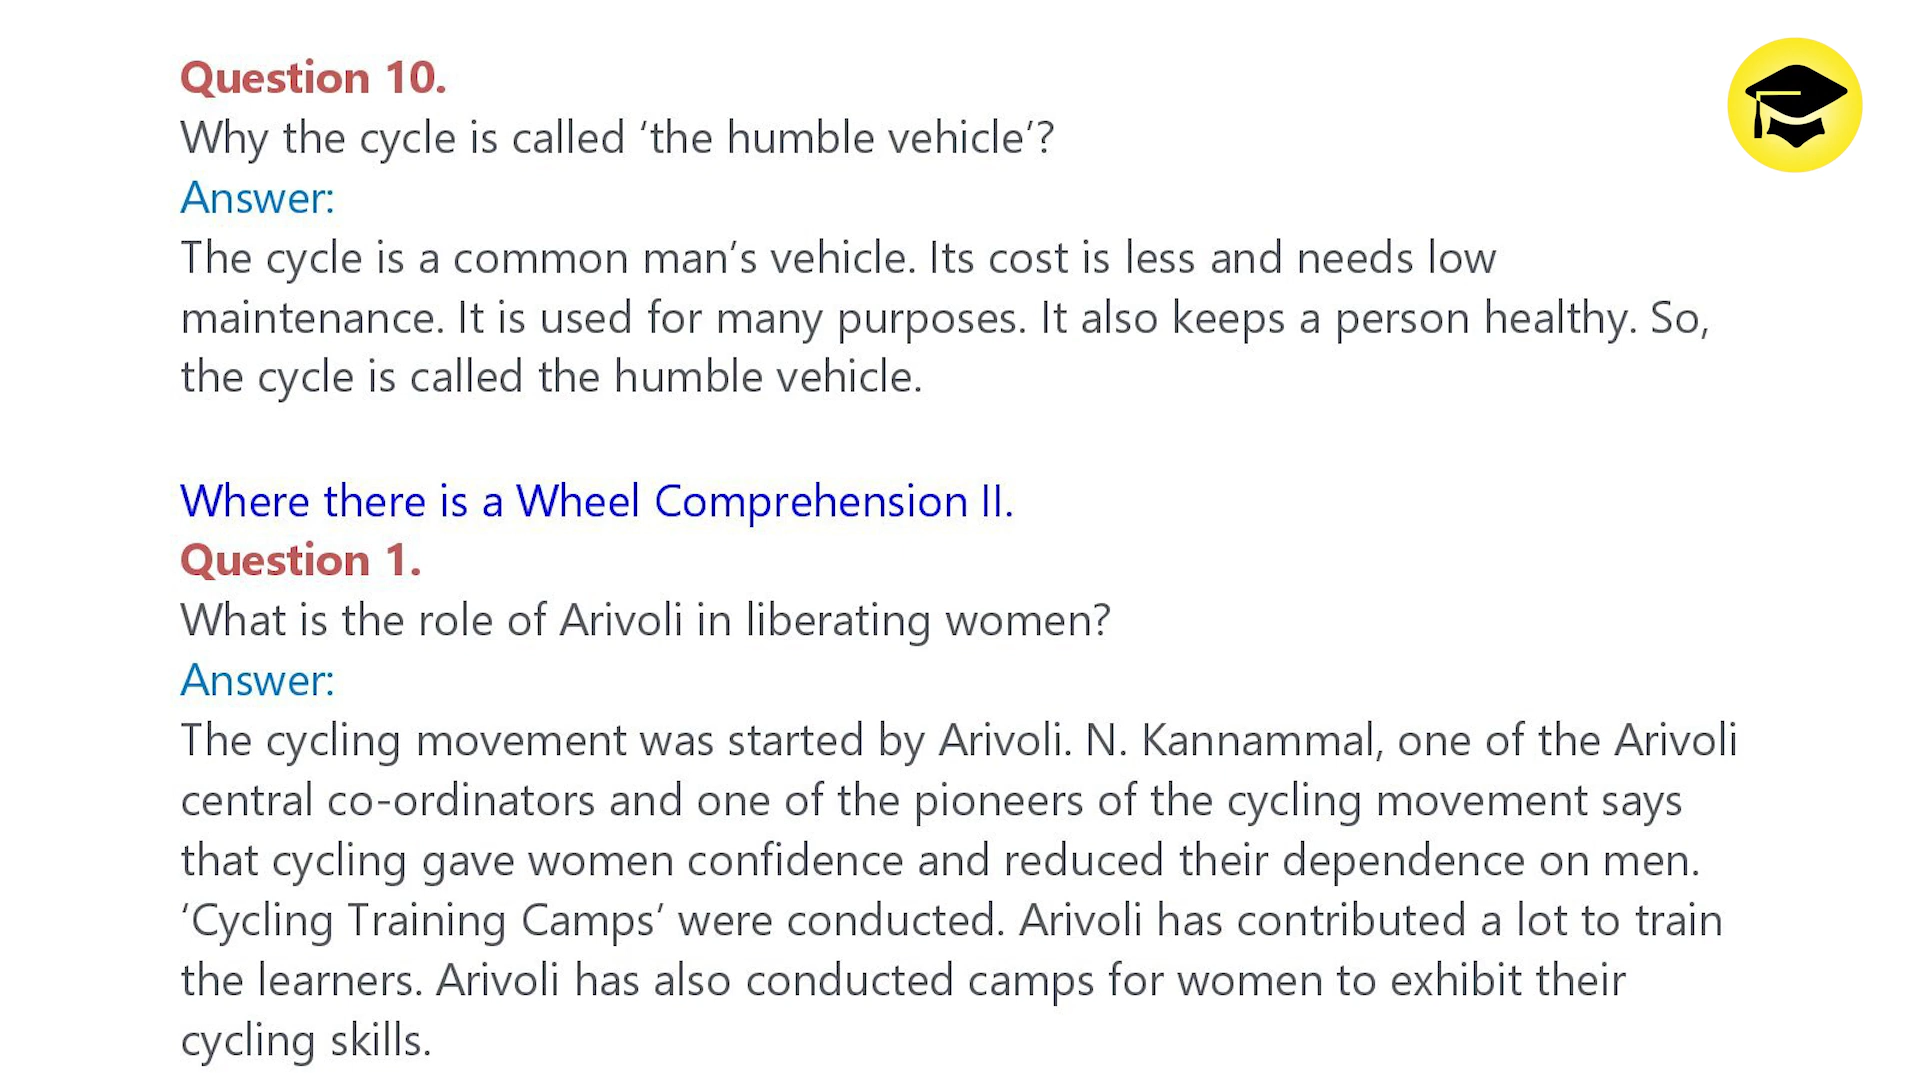 Question 10.
Why the cycle is called ‘the humble vehicle’?
Answer:
The cycle is a common man’s vehicle. Its cost is less and needs low
maintenance. It is used for many purposes. It also keeps a person healthy. So,
the cycle is called the humble vehicle.
Where there is a Wheel Comprehension II.
Question 1.
What is the role of Arivoli in liberating women?
Answer:
The cycling movement was started by Arivoli. N. Kannammal, one of the Arivoli
central co-ordinators and one of the pioneers of the cycling movement says
that cycling gave women confidence and reduced their dependence on men.
‘Cycling Training Camps’ were conducted. Arivoli has contributed a lot to train
the learners. Arivoli has also conducted camps for women to exhibit their
cycling skills.